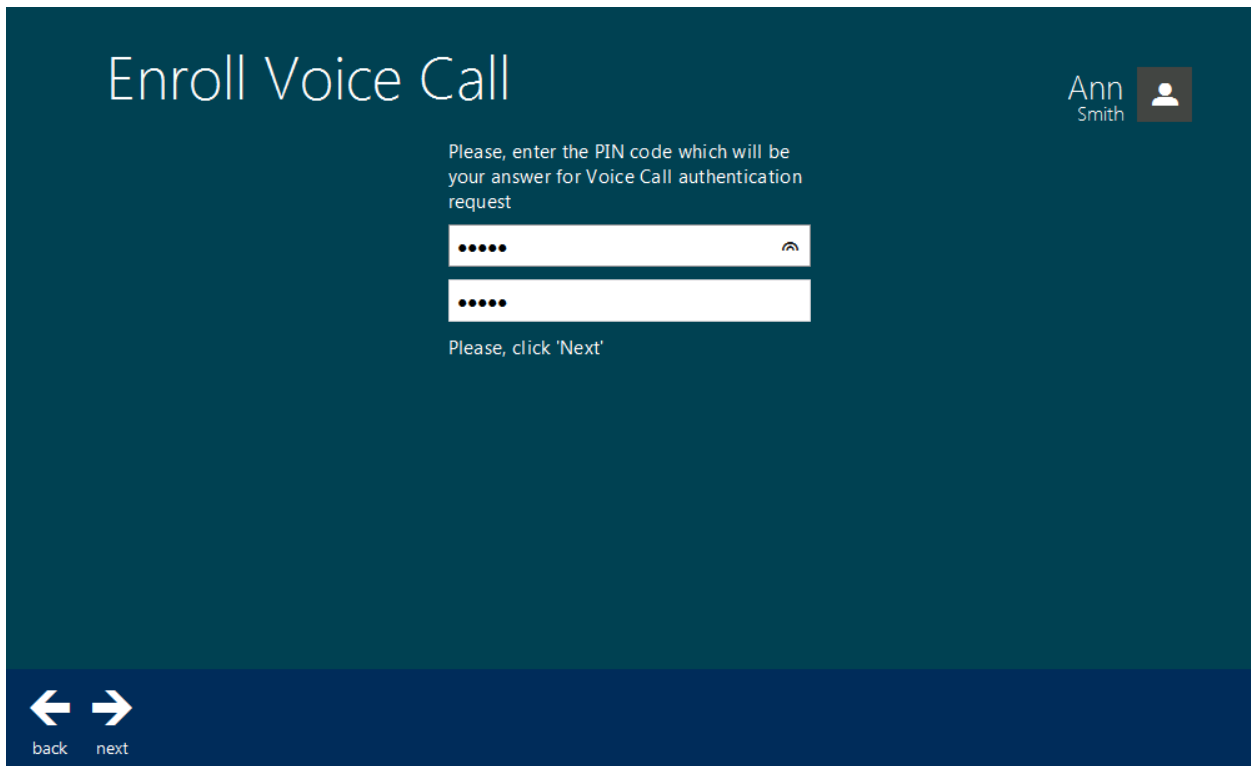 Enroll Voice Call
Ann
Smith
Please, enter the PIN code which will be
your answer for Voice Call authentication
request
•••••
•••••
Please, click 'Next'
back next